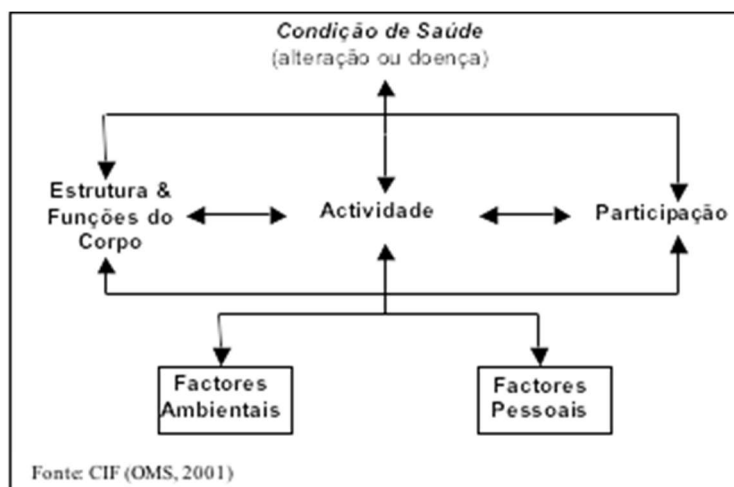 Condição de Saúde
(alteração ou doença)
Estrutura &
Funções do
Corpo
Actividade
Participação
Factores
Ambientais
Factores
Pessoais
Fonte: CIF (OMS, 2001)